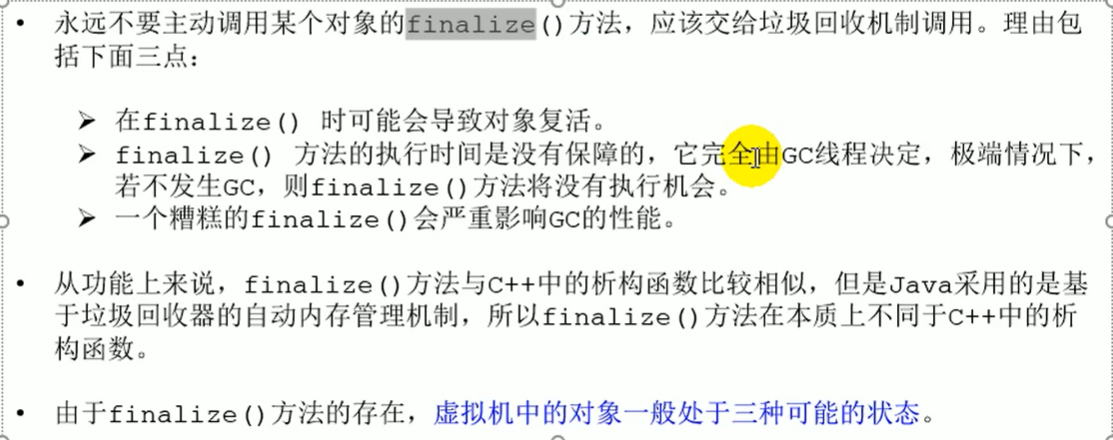 • 永远不要主动调用某个对象的finalize()方法，应该交给垃圾回收机制调用。理由包
括下面三点：
➢ 在finalize() 时可能会导致对象复活。
➢ finalize() 方法的执行时间是没有保障的，它完全由GC线程决定，极端情况下，
若不发生GC，则finalize()方法将没有执行机会。
➢ 一个糟糕的finalize()会严重影响GC的性能。
• 从功能上来说，finalize()方法与C++中的析构函数比较相似，但是Java采用的是基
于垃圾回收器的自动内存管理机制，所以finalize()方法在本质上不同于C++中的析
构函数。
• 由于finalize()方法的存在，虚拟机中的对象一般处于三种可能的状态。